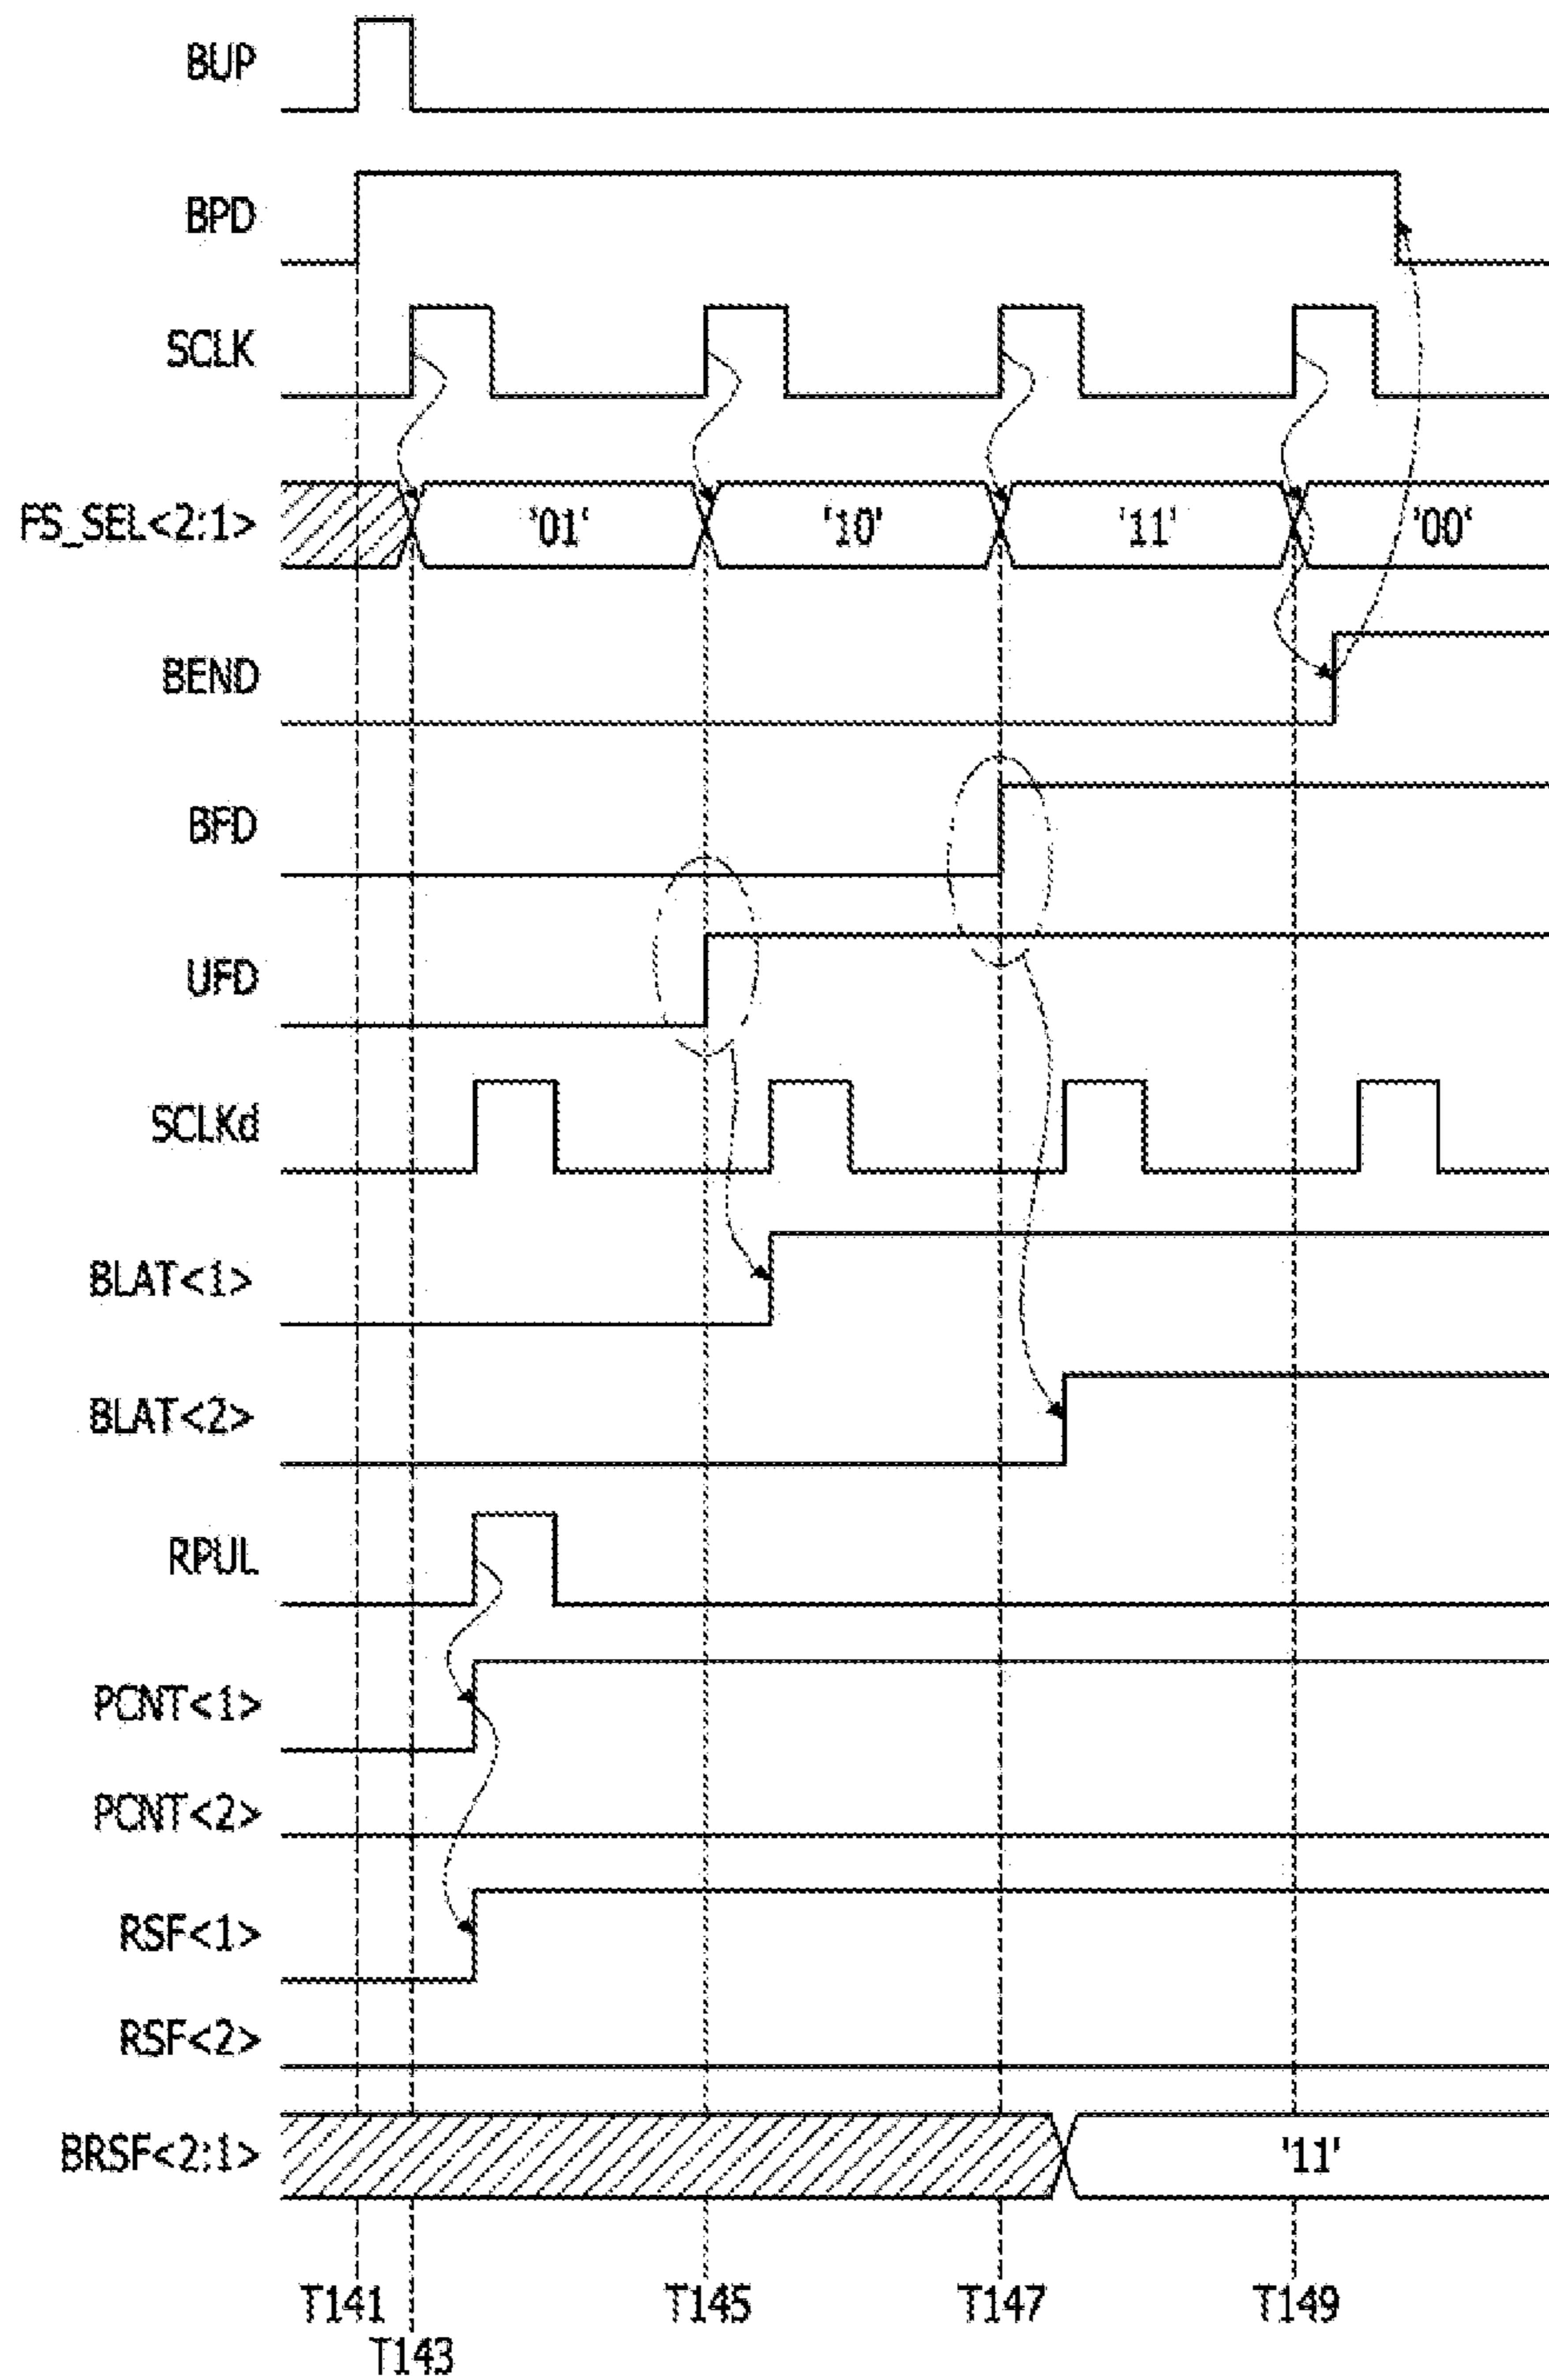 BUP
BPD
SCLK
FS_SEL<2:1> '01' '10' '11' '00'
BEND
BFD
UFD
SCLKd
BLAT<1>
BLAT<2>
RPUL
PCNT<1>
PCNT<2>
RSF<1>
RSF<2>
BRSF<2:1> '11'
T141 T145 T147 T149
T143